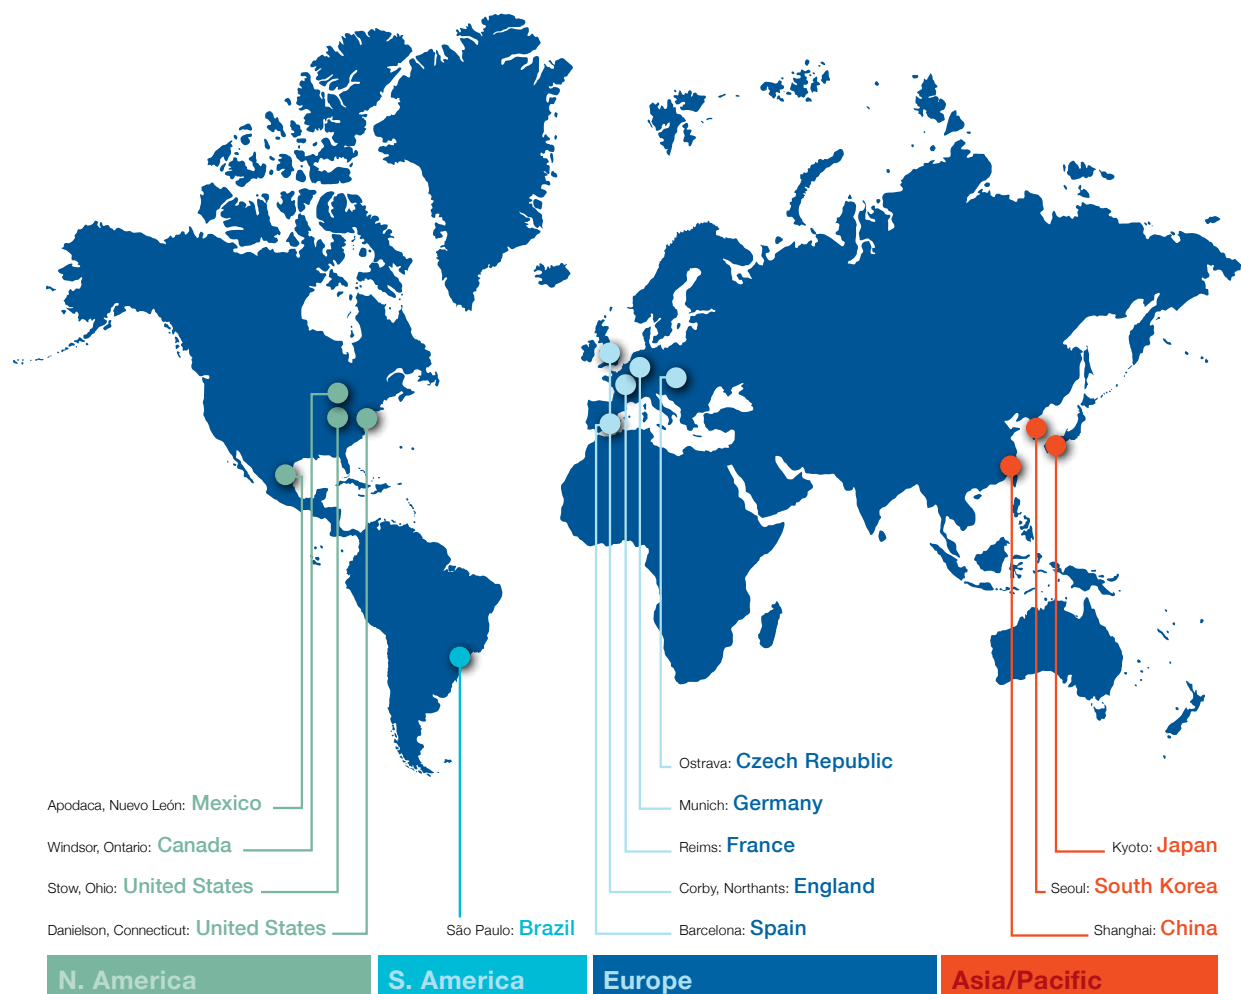 Ostrava: Czech Republic
Apodaca, Nuevo León: Mexico
Munich: Germany
Windsor, Ontario: Canada
Reims: France
Kyoto: Japan
Stow, Ohio: United States
Corby, Northants: England
Seoul: South Korea
Danielson, Connecticut: United States
São Paulo: Brazil
Barcelona: Spain
Shanghai: China
N. America
S. America
Europe
Asia/Pacific